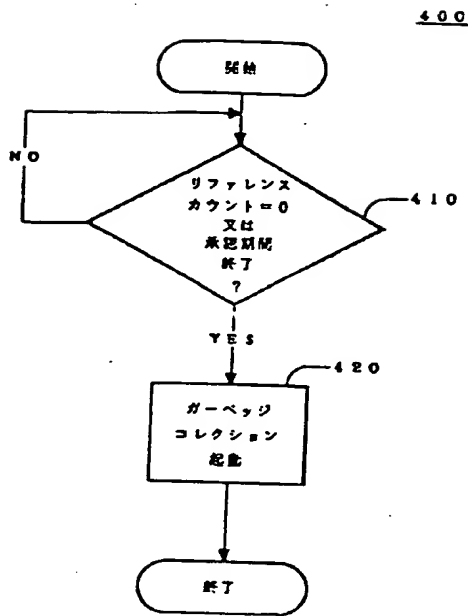 400
開始
NO
リファレンス
カウント=0
又は
承認期間
終了
?
410
YES
420
ガーベッジ
コレクション
起動
終了